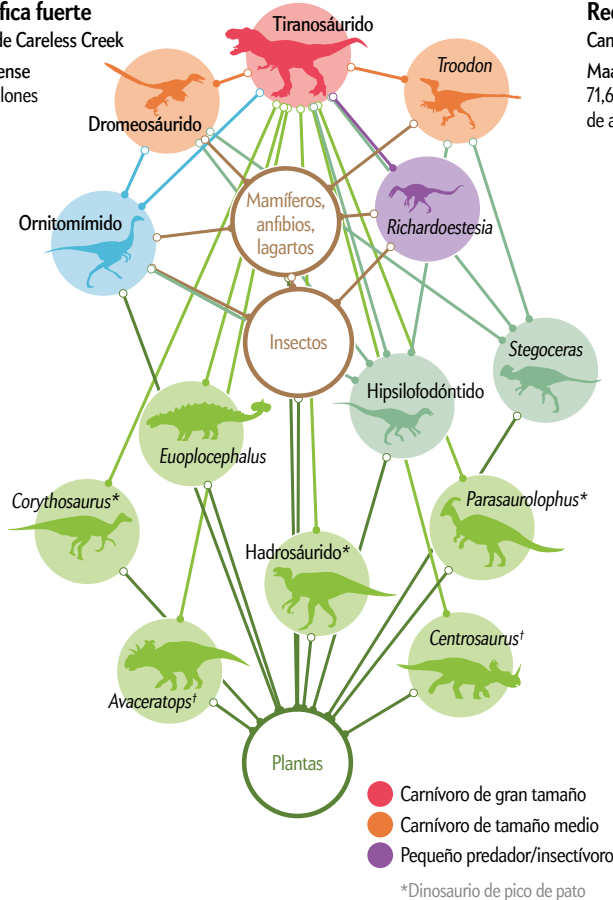 fica fuerte
de Careless Creek
ense
lones
Rec
Cam
Maa
71,6
de a
Tiranosáurido
Troodon
Dromeosáurido
Mamíferos,
anfibios,
lagartos
Ornitomímido
Richardoestesia
Insectos
Stegoceras
Hipsilofodóntido
Euoplocephalus
Corythosaurus*
Parasaurolophus*
Hadrosáurido*
Centrosaurus†
Avaceratops†
Plantas
Carnívoro de gran tamaño
Carnívoro de tamaño medio
Pequeño predador/insectívoro
*Dinosaurio de pico de pato